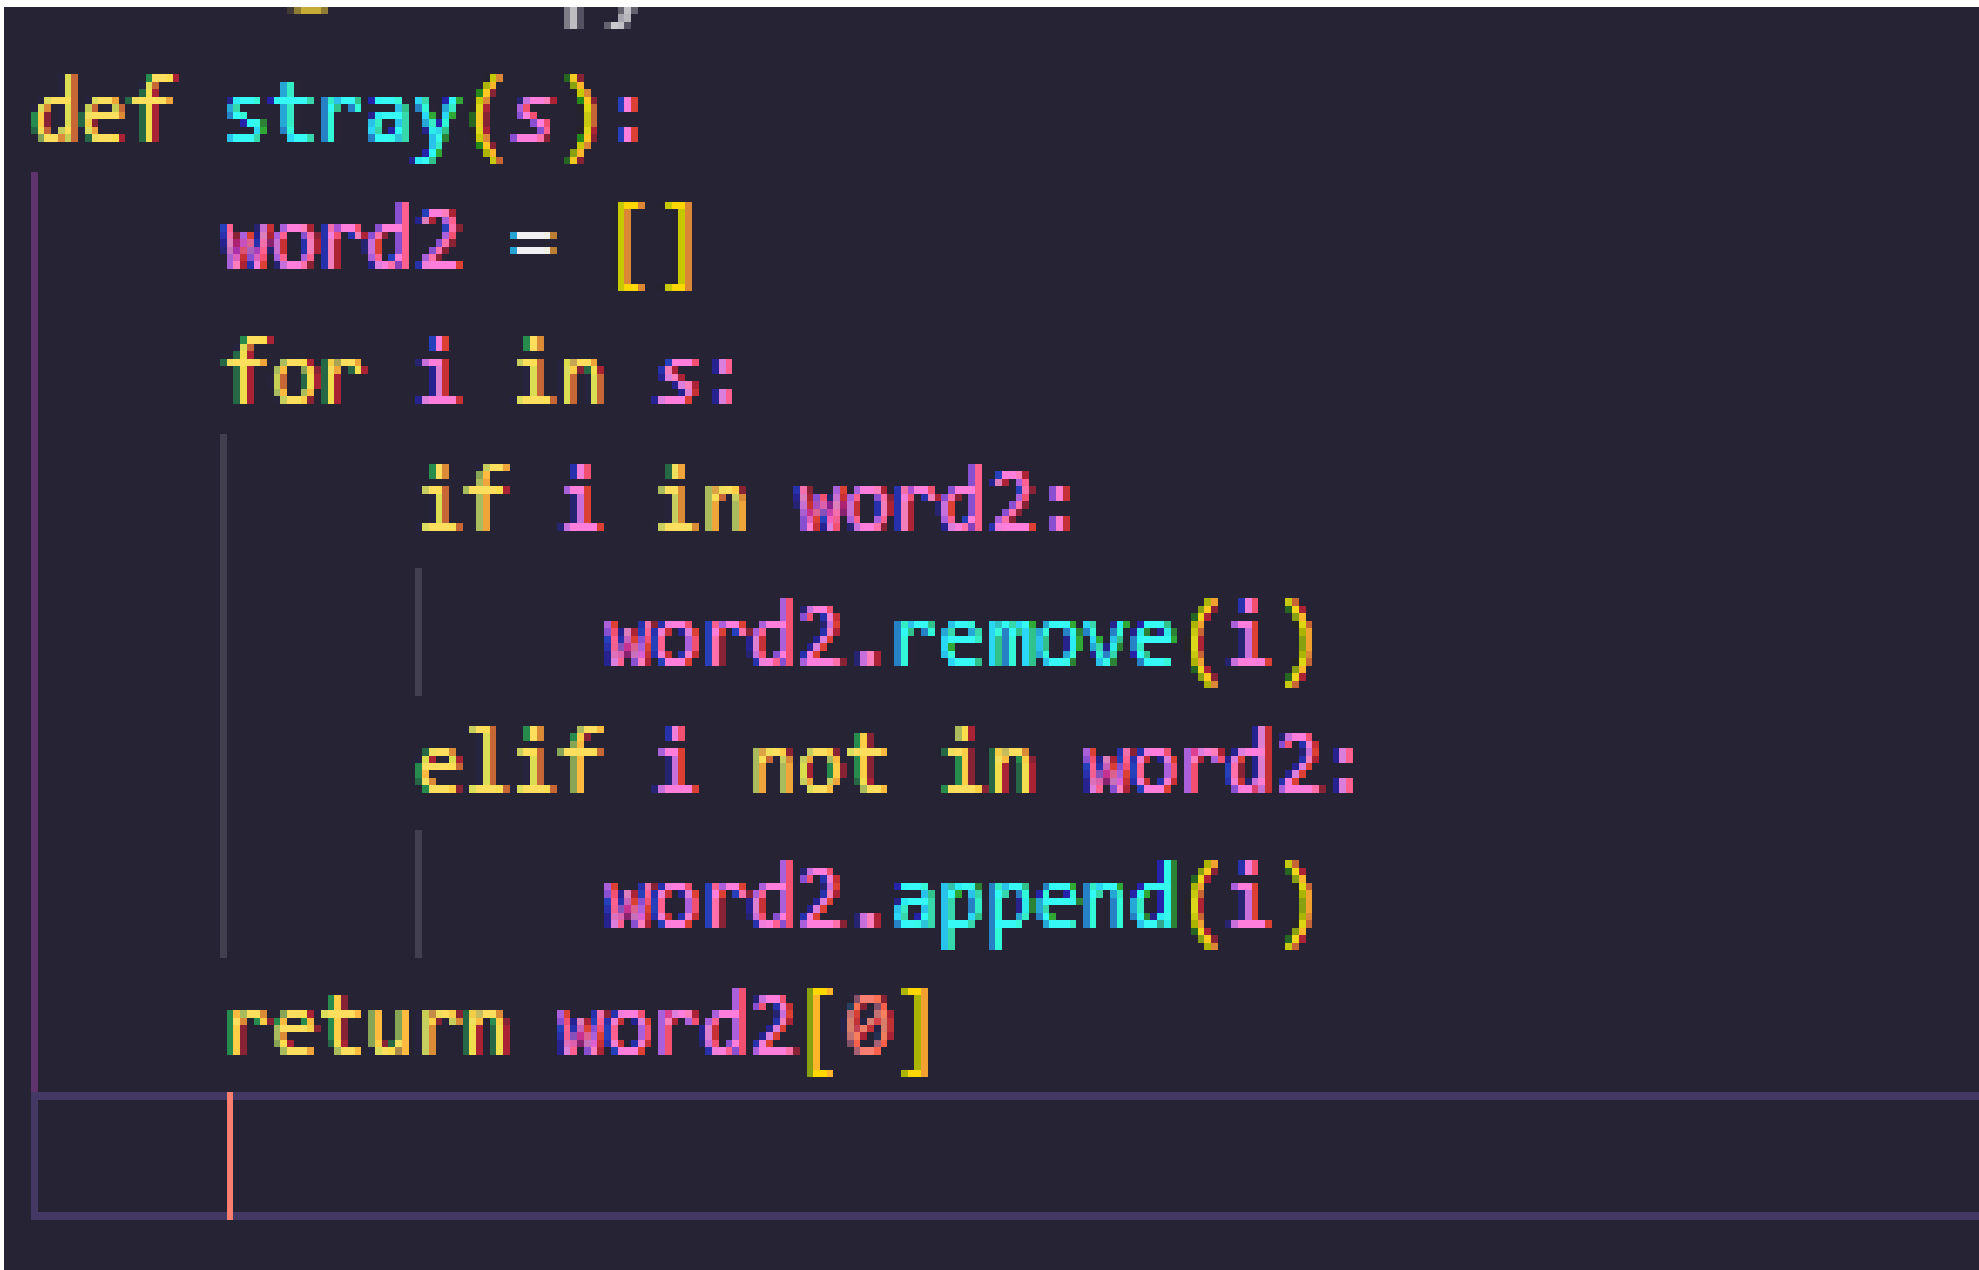 def stray(s):
    word2 = []
    for i in s:
        if i in word2:
            word2.remove(i)
        elif i not in word2:
            word2.append(i)
    return word2[0]